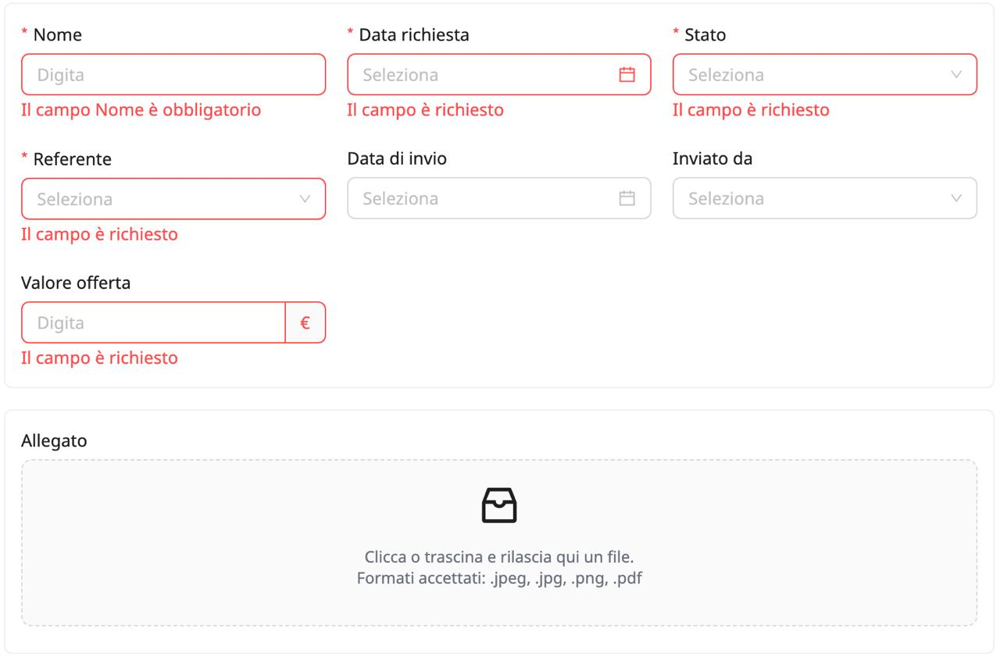 * Nome
* Data richiesta
* Stato
Digita
Seleziona
Seleziona
Il campo Nome è obbligatorio
Il campo è richiesto
Il campo è richiesto
* Referente
Data di invio
Inviato da
Seleziona
Seleziona
Seleziona
Il campo è richiesto
Valore offerta
Digita
€
Il campo è richiesto
Allegato
Clicca o trascina e rilascia qui un file.
Formati accettati: .jpeg, .jpg, .png, .pdf